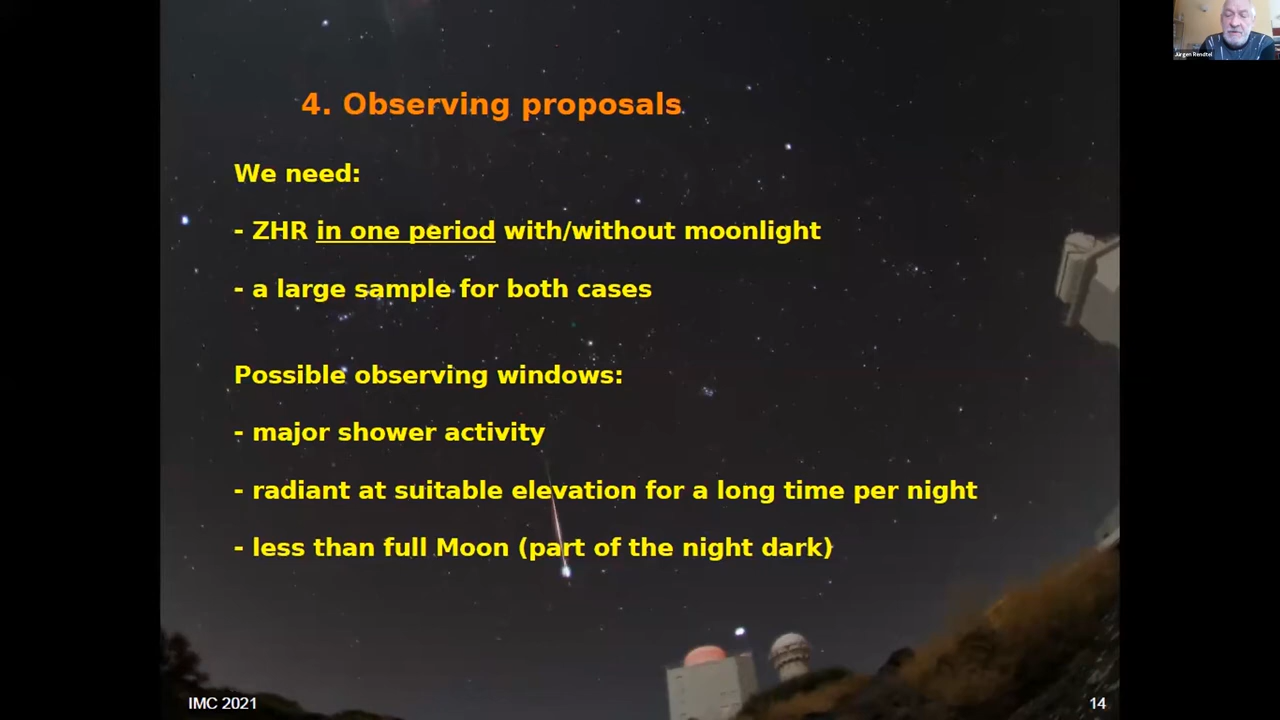 Jürgen Rendtel
4. Observing proposals
We need:
- ZHR in one period with/without moonlight
- a large sample for both cases
Possible observing windows:
- major shower activity
- radiant at suitable elevation for a long time per night
- less than full Moon (part of the night dark)
IMC 2021
14